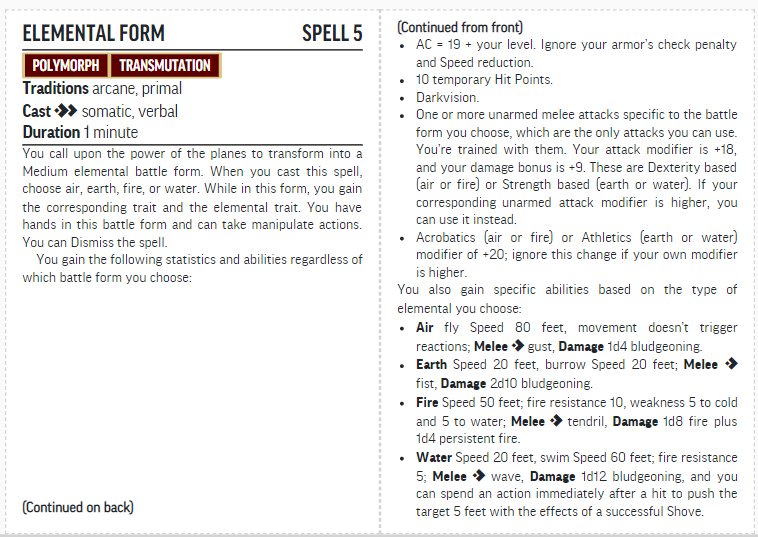 ELEMENTAL FORM SPELL 5
POLYMORPH TRANSMUTATION
Traditions arcane, primal
Cast somatic, verbal
Duration 1 minute
You call upon the power of the planes to transform into a
Medium elemental battle form. When you cast this spell,
choose air, earth, fire, or water. While in this form, you gain
the corresponding trait and the elemental trait. You have
hands in this battle form and can take manipulate actions.
You can Dismiss the spell.
You gain the following statistics and abilities regardless of
which battle form you choose:
(Continued on back)
(Continued from front)
• AC = 19 + your level. Ignore your armor's check penalty
and Speed reduction.
• 10 temporary Hit Points.
• Darkvision.
• One or more unarmed melee attacks specific to the battle
form you choose, which are the only attacks you can use.
You're trained with them. Your attack modifier is +18,
and your damage bonus is +9. These are Dexterity based
(air or fire) or Strength based (earth or water). If your
corresponding unarmed attack modifier is higher, you
can use it instead.
• Acrobatics (air or fire) or Athletics (earth or water)
modifier of +20; ignore this change if your own modifier
is higher.
You also gain specific abilities based on the type of
elemental you choose:
• Air fly Speed 80 feet, movement doesn't trigger
reactions; Melee gust, Damage 1d4 bludgeoning.
• Earth Speed 20 feet, burrow Speed 20 feet; Melee
fist, Damage 2d10 bludgeoning.
• Fire Speed 50 feet; fire resistance 10, weakness 5 to cold
and 5 to water; Melee tendril, Damage 1d8 fire plus
1d4 persistent fire.
• Water Speed 20 feet, swim Speed 60 feet; fire resistance
5; Melee wave, Damage 1d12 bludgeoning, and you
can spend an action immediately after a hit to push the
target 5 feet with the effects of a successful Shove.